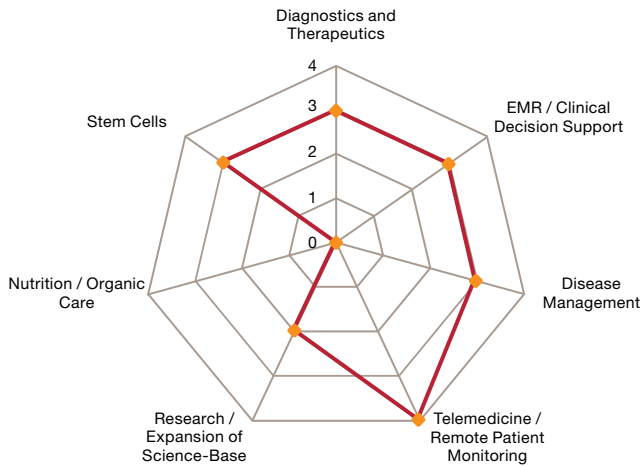 Diagnostics and
Therapeutics
4
3
2
1
0
EMR / Clinical
Decision Support
Disease
Management
Telemedicine /
Remote Patient
Monitoring
Research /
Expansion of
Science-Base
Nutrition / Organic
Care
Stem Cells